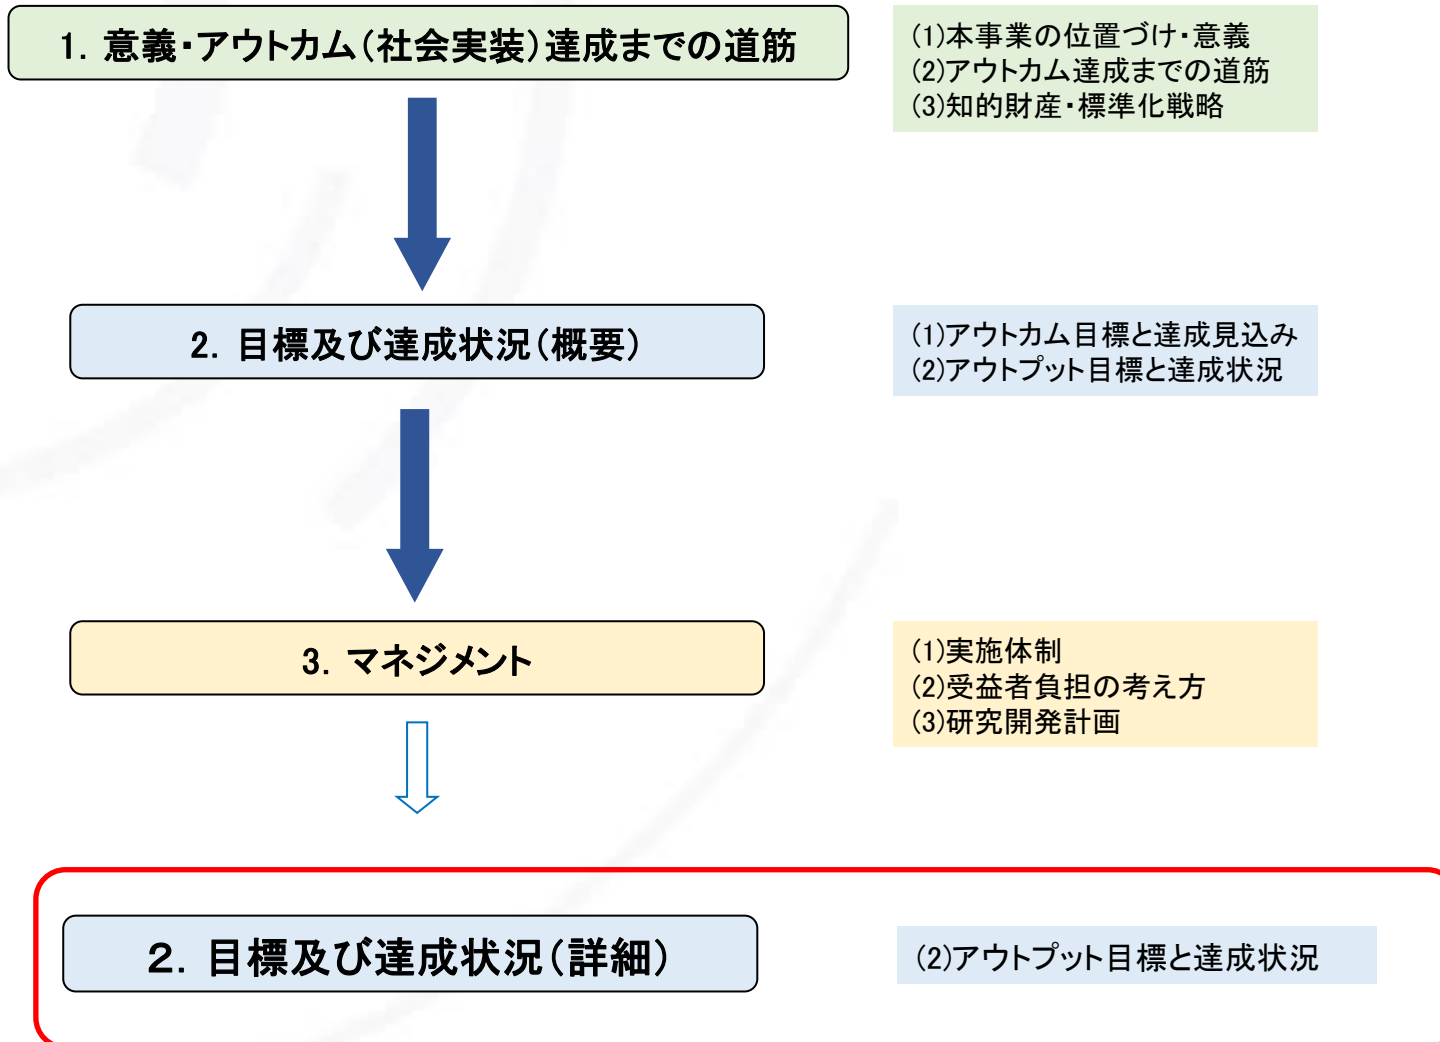 1．意義・アウトカム（社会実装）達成までの道筋
(1)本事業の位置づけ・意義
(2)アウトカム達成までの道筋
(3)知的財産・標準化戦略
2．目標及び達成状況（概要）
(1)アウトカム目標と達成見込み
(2)アウトプット目標と達成状況
3．マネジメント
(1)実施体制
(2)受益者負担の考え方
(3)研究開発計画
２．目標及び達成状況（詳細）
(2)アウトプット目標と達成状況